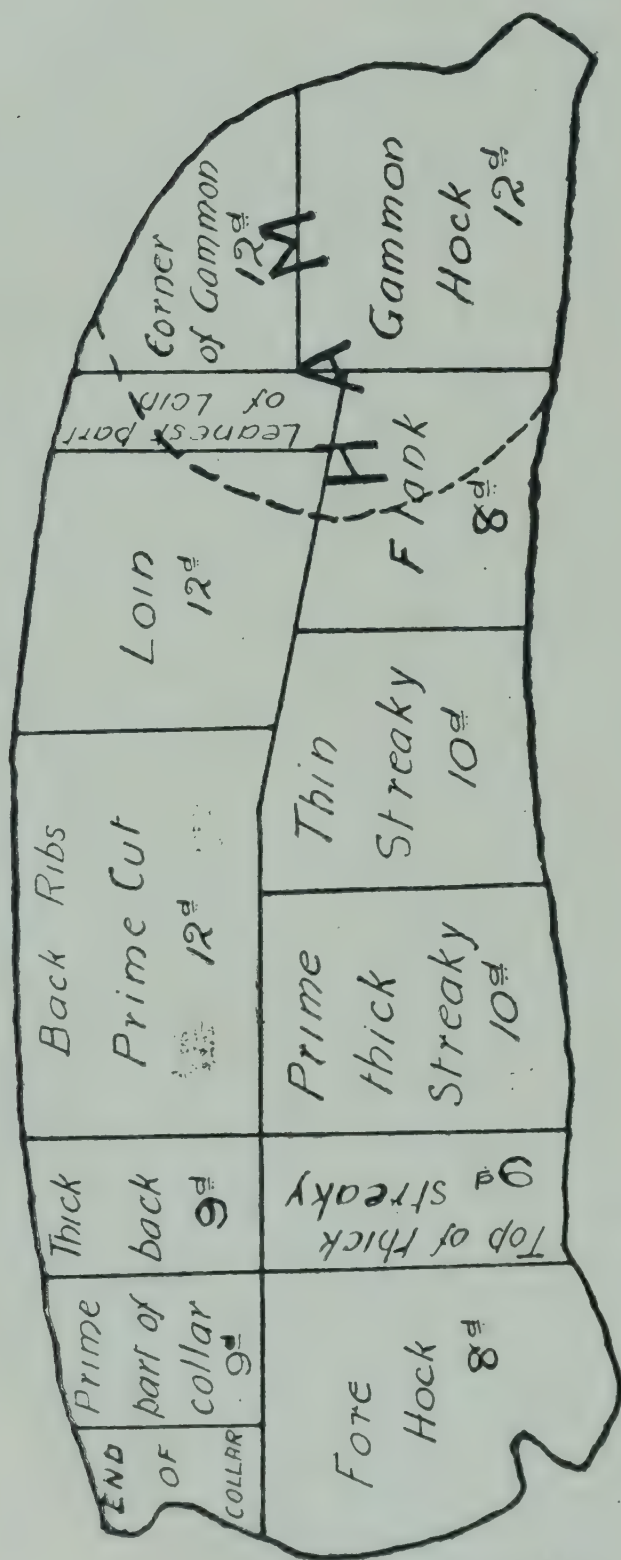 END
OF
COLLAR
Prime
part of
collar
9d
Thick
back
9d
Back Ribs
Prime Cut
12d
Loin
12d
Leanest part
of Loin
Corner
of Gammon
12d
HAM
Fore
Hock
8d
Top of thick
streaky 9d
Prime
thick
Streaky
10d
Thin
Streaky
10d
Flank
8d
Gammon
Hock
12d